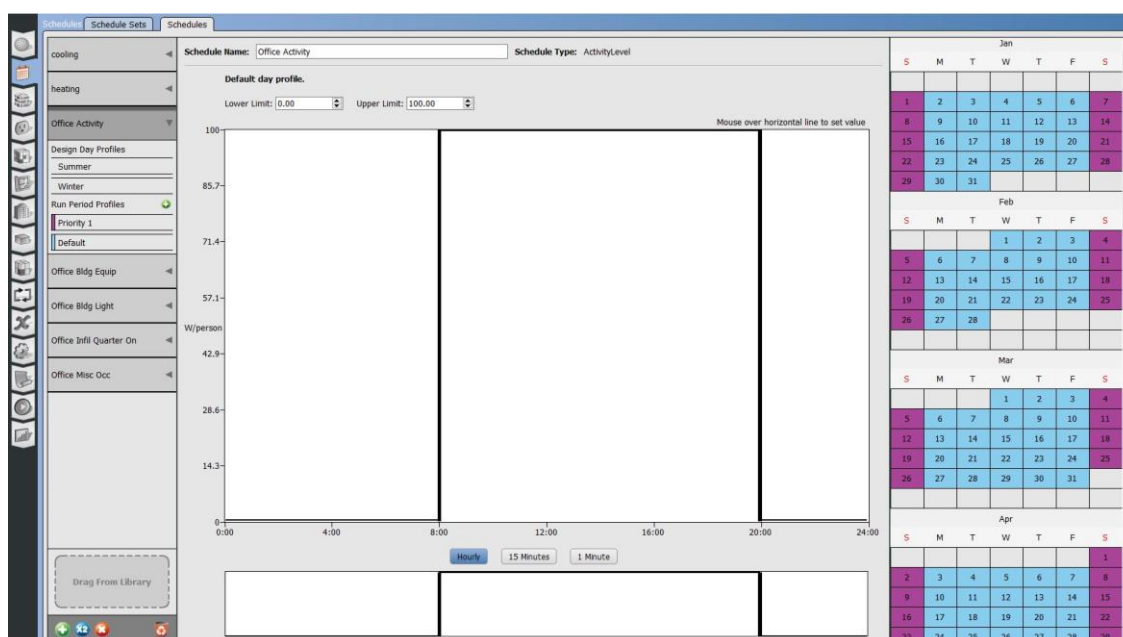 Schedules Schedule Sets Schedules
cooling
heating
Office Activity
Design Day Profiles
Summer
Winter
Run Period Profiles
Priority 1
Default
Office Bldg Equip
Office Bldg Light
Office Infil Quarter On
Office Misc Occ
Drag From Library
X2
Schedule Name: Office Activity Schedule Type: ActivityLevel
Default day profile.
Lower Limit: 0.00 Upper Limit: 100.00
Mouse over horizontal line to set value
100
85.7
71.4
57.1
W/person
42.9
28.6
14.3
0
0:00 4:00 8:00 12:00 16:00 20:00 24:00
Hourly 15 Minutes 1 Minute
Jan
S M T W T F S
1 2 3 4 5 6 7
8 9 10 11 12 13 14
15 16 17 18 19 20 21
22 23 24 25 26 27 28
29 30 31
Feb
S M T W T F S
1 2 3 4
5 6 7 8 9 10 11
12 13 14 15 16 17 18
19 20 21 22 23 24 25
26 27 28
Mar
S M T W T F S
1 2 3 4
5 6 7 8 9 10 11
12 13 14 15 16 17 18
19 20 21 22 23 24 25
26 27 28 29 30 31
Apr
S M T W T F S
1
2 3 4 5 6 7 8
9 10 11 12 13 14 15
16 17 18 19 20 21 22